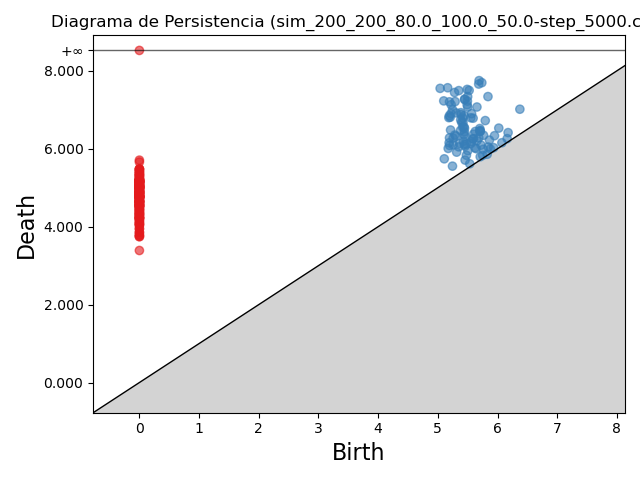 Diagrama de Persistencia (sim_200_200_80.0_100.0_50.0-step_5000.c
+∞
8.000
6.000
4.000
2.000
0.000
Death
0 1 2 3 4 5 6 7 8
Birth